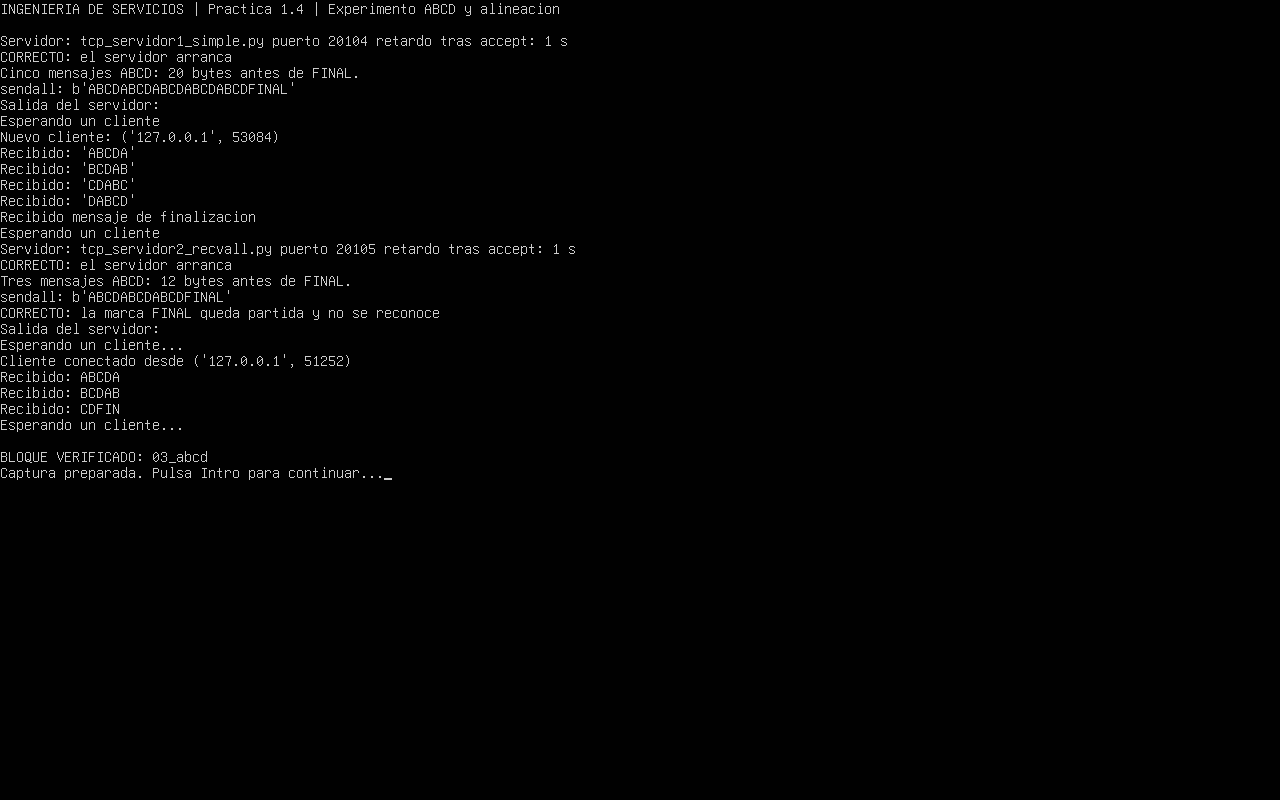 INGENIERIA DE SERVICIOS | Practica 1.4 | Experimento ABCD y alineacion
Servidor: tcp_servidor1_simple.py puerto 20104 retardo tras accept: 1 s
CORRECTO: el servidor arranca
Cinco mensajes ABCD: 20 bytes antes de FINAL.
sendall: b'ABCDABCDABCDABCDABCDFINAL'
Salida del servidor:
Esperando un cliente
Nuevo cliente: ('127.0.0.1', 53084)
Recibido: 'ABCDA'
Recibido: 'BCDAB'
Recibido: 'CDABC'
Recibido: 'DABCD'
Recibido mensaje de finalizacion
Esperando un cliente
Servidor: tcp_servidor2_recvall.py puerto 20105 retardo tras accept: 1 s
CORRECTO: el servidor arranca
Tres mensajes ABCD: 12 bytes antes de FINAL.
sendall: b'ABCDABCDABCDFINAL'
CORRECTO: la marca FINAL queda partida y no se reconoce
Salida del servidor:
Esperando un cliente...
Cliente conectado desde ('127.0.0.1', 51252)
Recibido: ABCDA
Recibido: BCDAB
Recibido: CDFIN
Esperando un cliente...
BLOQUE VERIFICADO: 03_abcd
Captura preparada. Pulsa Intro para continuar..._